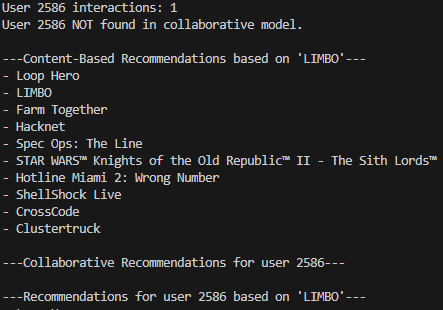 User 2586 interactions: 1
User 2586 NOT found in collaborative model.
---Content-Based Recommendations based on 'LIMBO'---
- Loop Hero
- LIMBO
- Farm Together
- Hacknet
- Spec Ops: The Line
- STAR WARS™ Knights of the Old Republic™ II - The Sith Lords™
- Hotline Miami 2: Wrong Number
- ShellShock Live
- CrossCode
- Clustertruck
---Collaborative Recommendations for user 2586---
---Recommendations for user 2586 based on 'LIMBO'---